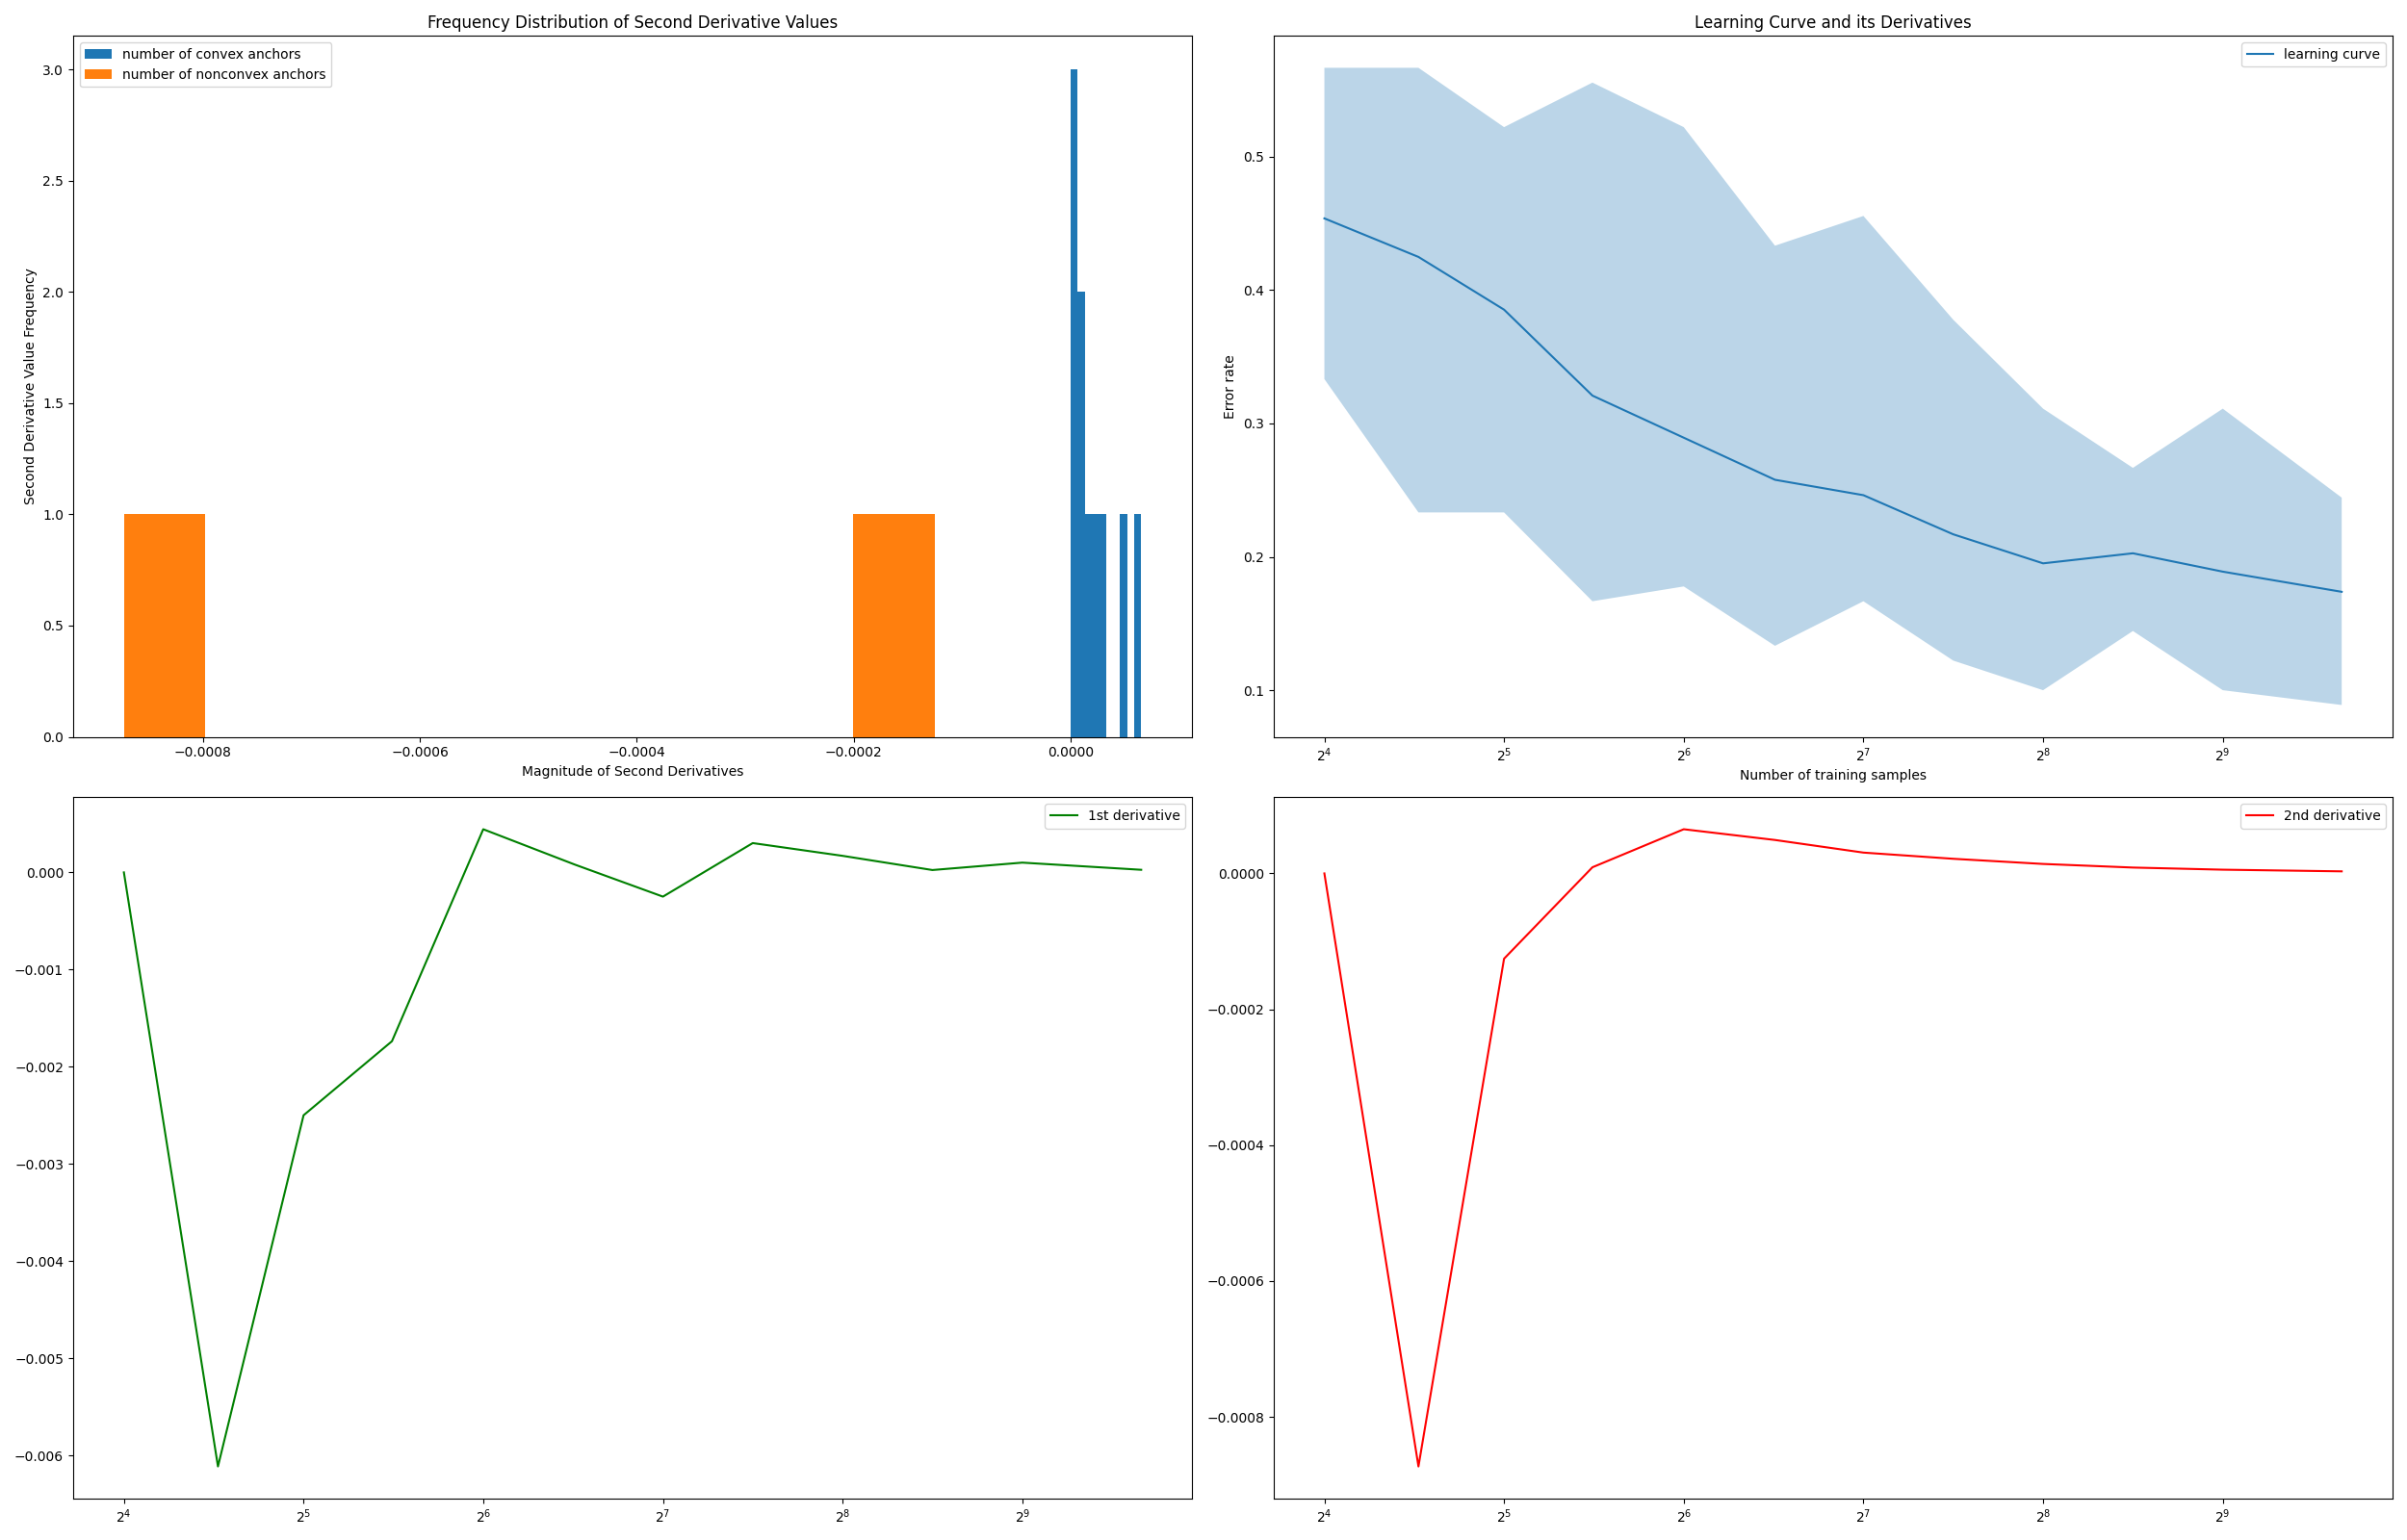 Frequency Distribution of Second Derivative Values
number of convex anchors
number of nonconvex anchors
Second Derivative Value Frequency
3.0
2.5
2.0
1.5
1.0
0.5
0.0
−0.0008 −0.0006 −0.0004 −0.0002 0.0000
Magnitude of Second Derivatives
Learning Curve and its Derivatives
learning curve
Error rate
0.5
0.4
0.3
0.2
0.1
2⁴ 2⁵ 2⁶ 2⁷ 2⁸ 2⁹
Number of training samples
1st derivative
0.000
−0.001
−0.002
−0.003
−0.004
−0.005
−0.006
2⁴ 2⁵ 2⁶ 2⁷ 2⁸ 2⁹
2nd derivative
0.0000
−0.0002
−0.0004
−0.0006
−0.0008
2⁴ 2⁵ 2⁶ 2⁷ 2⁸ 2⁹